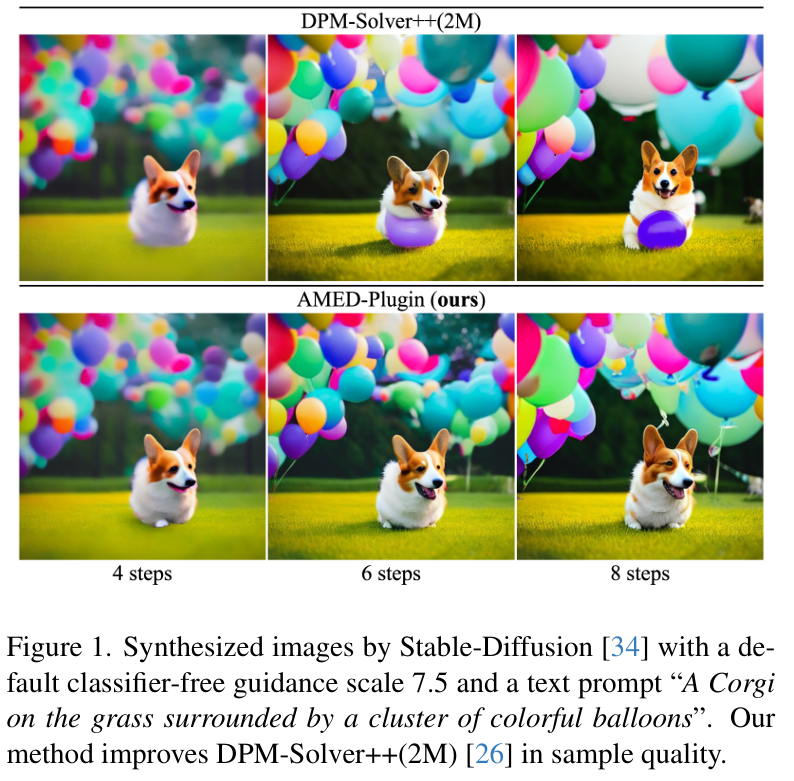 DPM-Solver++(2M)
AMED-Plugin (ours)
4 steps 6 steps 8 steps
Figure 1. Synthesized images by Stable-Diffusion [34] with a de-
fault classifier-free guidance scale 7.5 and a text prompt “A Corgi
on the grass surrounded by a cluster of colorful balloons”. Our
method improves DPM-Solver++(2M) [26] in sample quality.